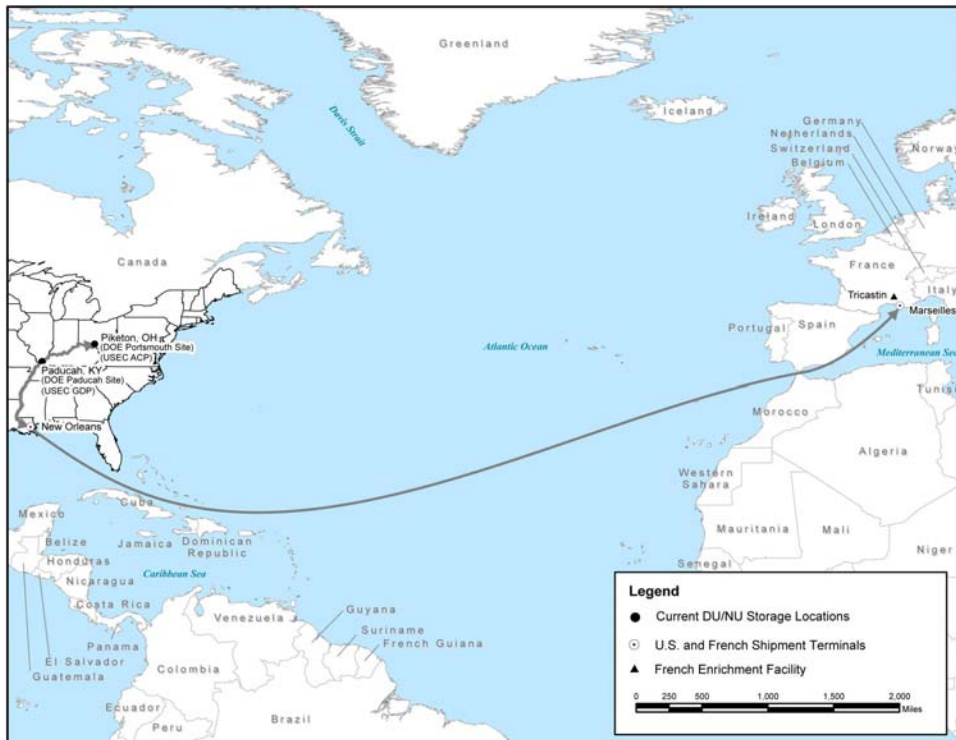 Greenland
Davis Strait
Iceland
Germany
Netherlands
Switzerland
Belgium
Norway
Ireland
London
Canada
France
Tricastin
Italy
Marseilles
Piketon, OH
(DOE Portsmouth Site)
(USEC ACP)
Paducah, KY
(DOE Paducah Site)
(USEC GDP)
New Orleans
Atlantic Ocean
Portugal
Spain
Mediterranean Sea
Tunisi
Morocco
Algeria
Western
Sahara
Mauritania
Mali
Niger
Senegal
Mexico
Cuba
Belize
Jamaica
Dominican
Republic
Honduras
Nicaragua
Caribbean Sea
Costa Rica
Panama
El Salvador
Guatemala
Venezuela
Guyana
Suriname
French Guiana
Colombia
Ecuador
Peru
Brazil
Legend
Current DU/NU Storage Locations
U.S. and French Shipment Terminals
French Enrichment Facility
0 250 500 1,000 1,500 2,000
Miles